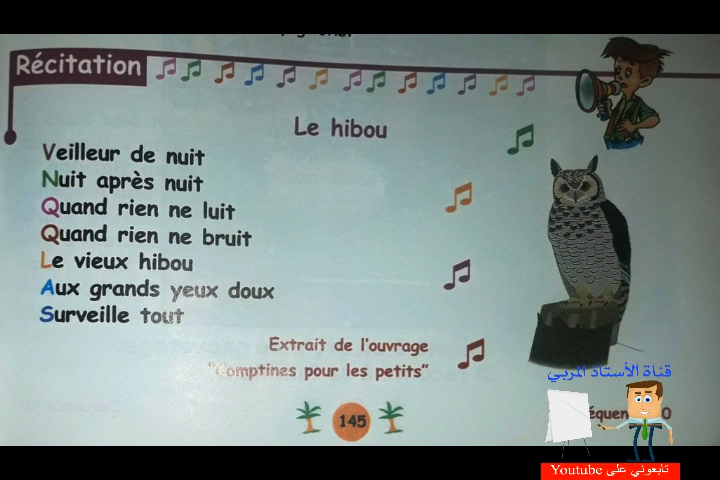 Récitation
Le hibou
Veilleur de nuit
Nuit après nuit
Quand rien ne luit
Quand rien ne bruit
Le vieux hibou
Aux grands yeux doux
Surveille tout
Extrait de l'ouvrage
"Comptines pour les petits"
145
قناة الأستاذ المربي
تابعوني على Youtube